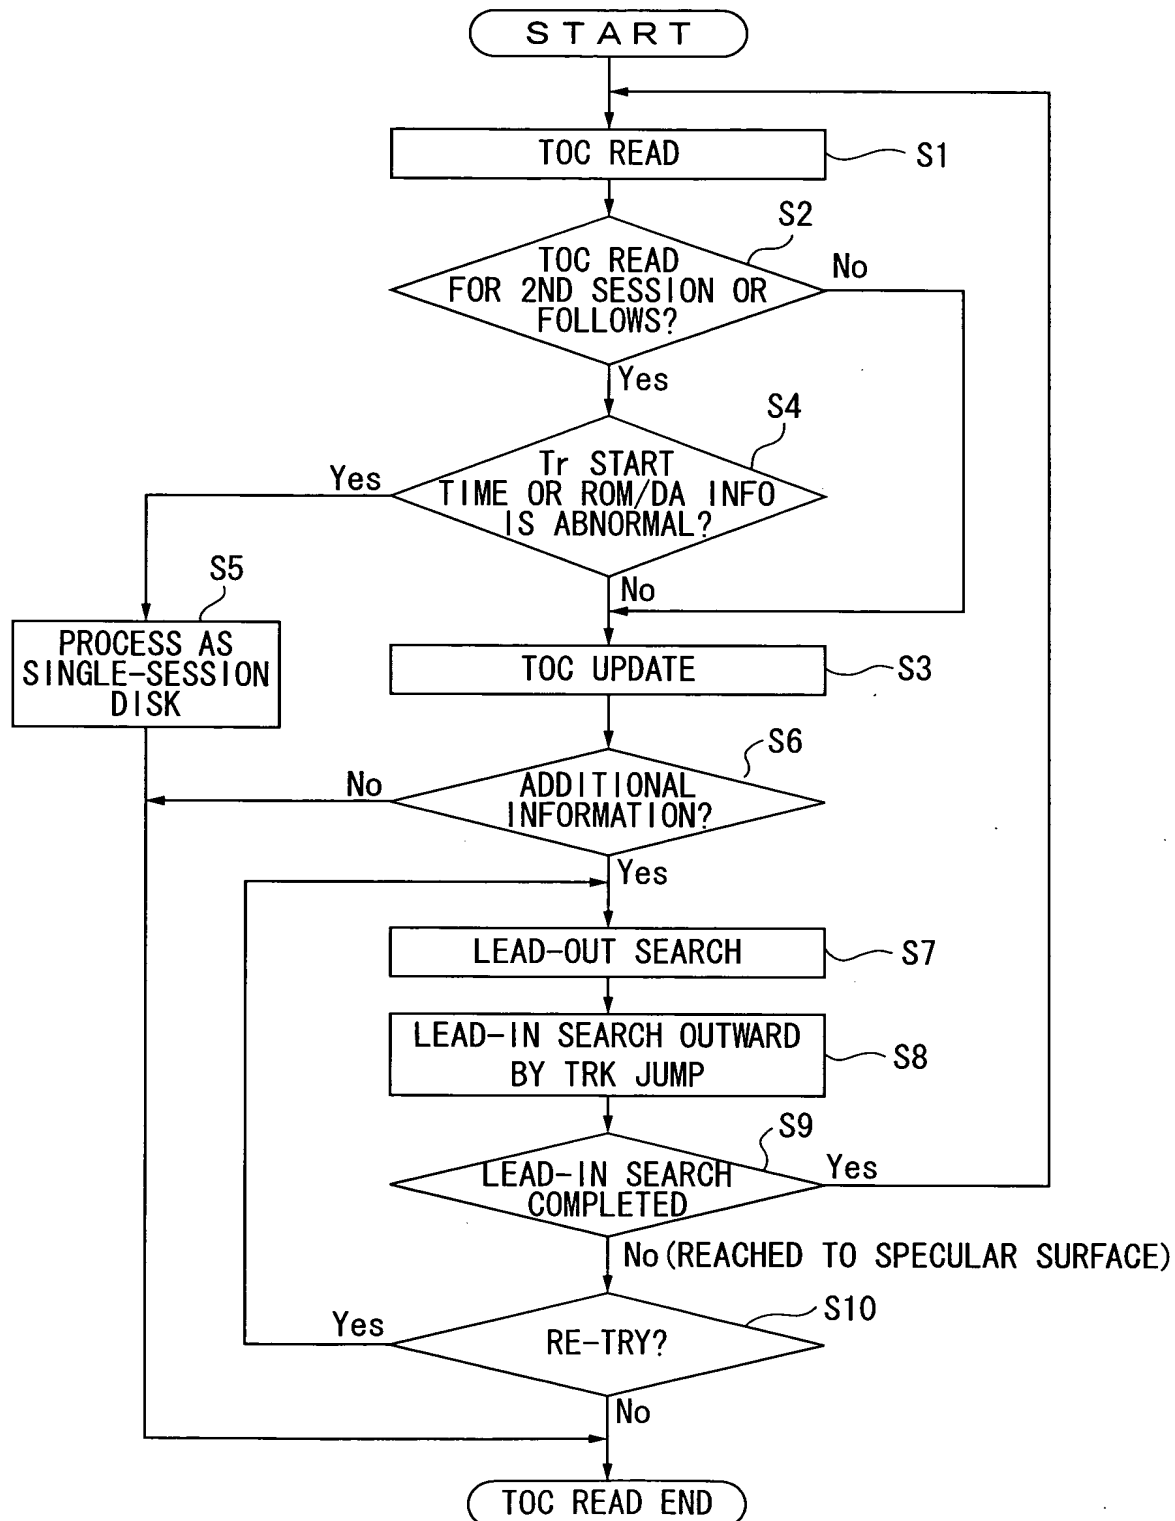 START
TOC READ
S1
S2
TOC READ
FOR 2ND SESSION OR
FOLLOWS?
No
Yes
S4
Tr START
TIME OR ROM/DA INFO
IS ABNORMAL?
Yes
No
S5
PROCESS AS
SINGLE-SESSION
DISK
TOC UPDATE
S3
S6
ADDITIONAL
INFORMATION?
No
Yes
LEAD-OUT SEARCH
S7
LEAD-IN SEARCH OUTWARD
BY TRK JUMP
S8
S9
LEAD-IN SEARCH
COMPLETED
Yes
No (REACHED TO SPECULAR SURFACE)
S10
RE-TRY?
Yes
No
TOC READ END